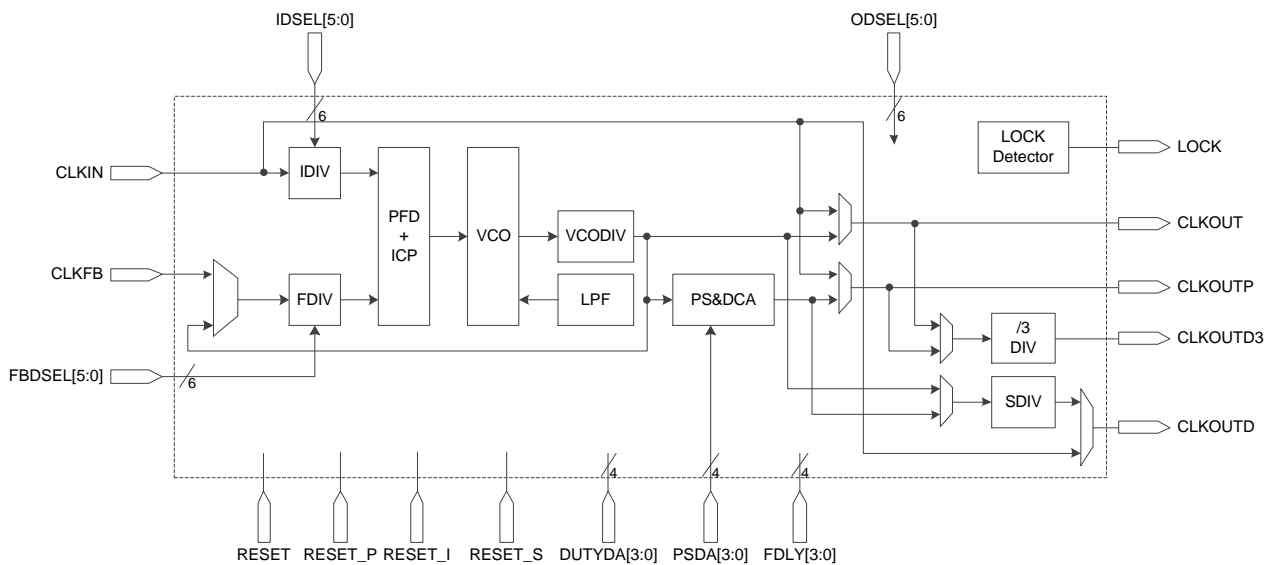 IDSEL[5:0]
ODSEL[5:0]
6
6
CLKIN
IDIV
PFD
+
ICP
VCO
VCODIV
LOCK
Detector
LOCK
CLKOUT
CLKFB
FDIV
LPF
PS&DCA
CLKOUTP
/3
DIV
CLKOUTD3
FBDSEL[5:0]
6
SDIV
CLKOUTD
4
4
4
RESET
RESET_P
RESET_I
RESET_S
DUTYDA[3:0]
PSDA[3:0]
FDLY[3:0]